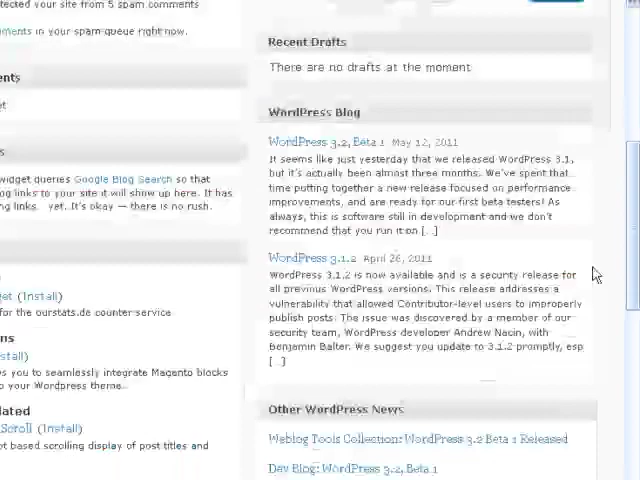 tected your site from 5 spam comments
ments in your spam queue right now.
ents
et
s
widget queries Google Blog Search so that
og links to your site it will show up here. It has
ng links... yet. It's okay — there is no rush.
et (Install)
for the ourstats.de counter service
ns
stall)
ws you to seamlessly integrate Magento blocks
o your Wordpress theme..
lated
Scroll (Install)
et based scrolling display of post titles and
Recent Drafts
There are no drafts at the moment
WordPress Blog
WordPress 3.2, Beta 1 May 12, 2011
It seems like just yesterday that we released WordPress 3.1,
but it's actually been almost three months. We've spent that
time putting together a new release focused on performance
improvements, and are ready for our first beta testers! As
always, this is software still in development and we don't
recommend that you run it on [...]
WordPress 3.1.2 April 26, 2011
WordPress 3.1.2 is now available and is a security release for
all previous WordPress versions. This release addresses a
vulnerability that allowed Contributor-level users to improperly
publish posts. The issue was discovered by a member of our
security team, WordPress developer Andrew Nacin, with
Benjamin Balter. We suggest you update to 3.1.2 promptly, esp
[...]
Other WordPress News
Weblog Tools Collection: WordPress 3.2 Beta 1 Released
Dev Blog: WordPress 3.2, Beta 1